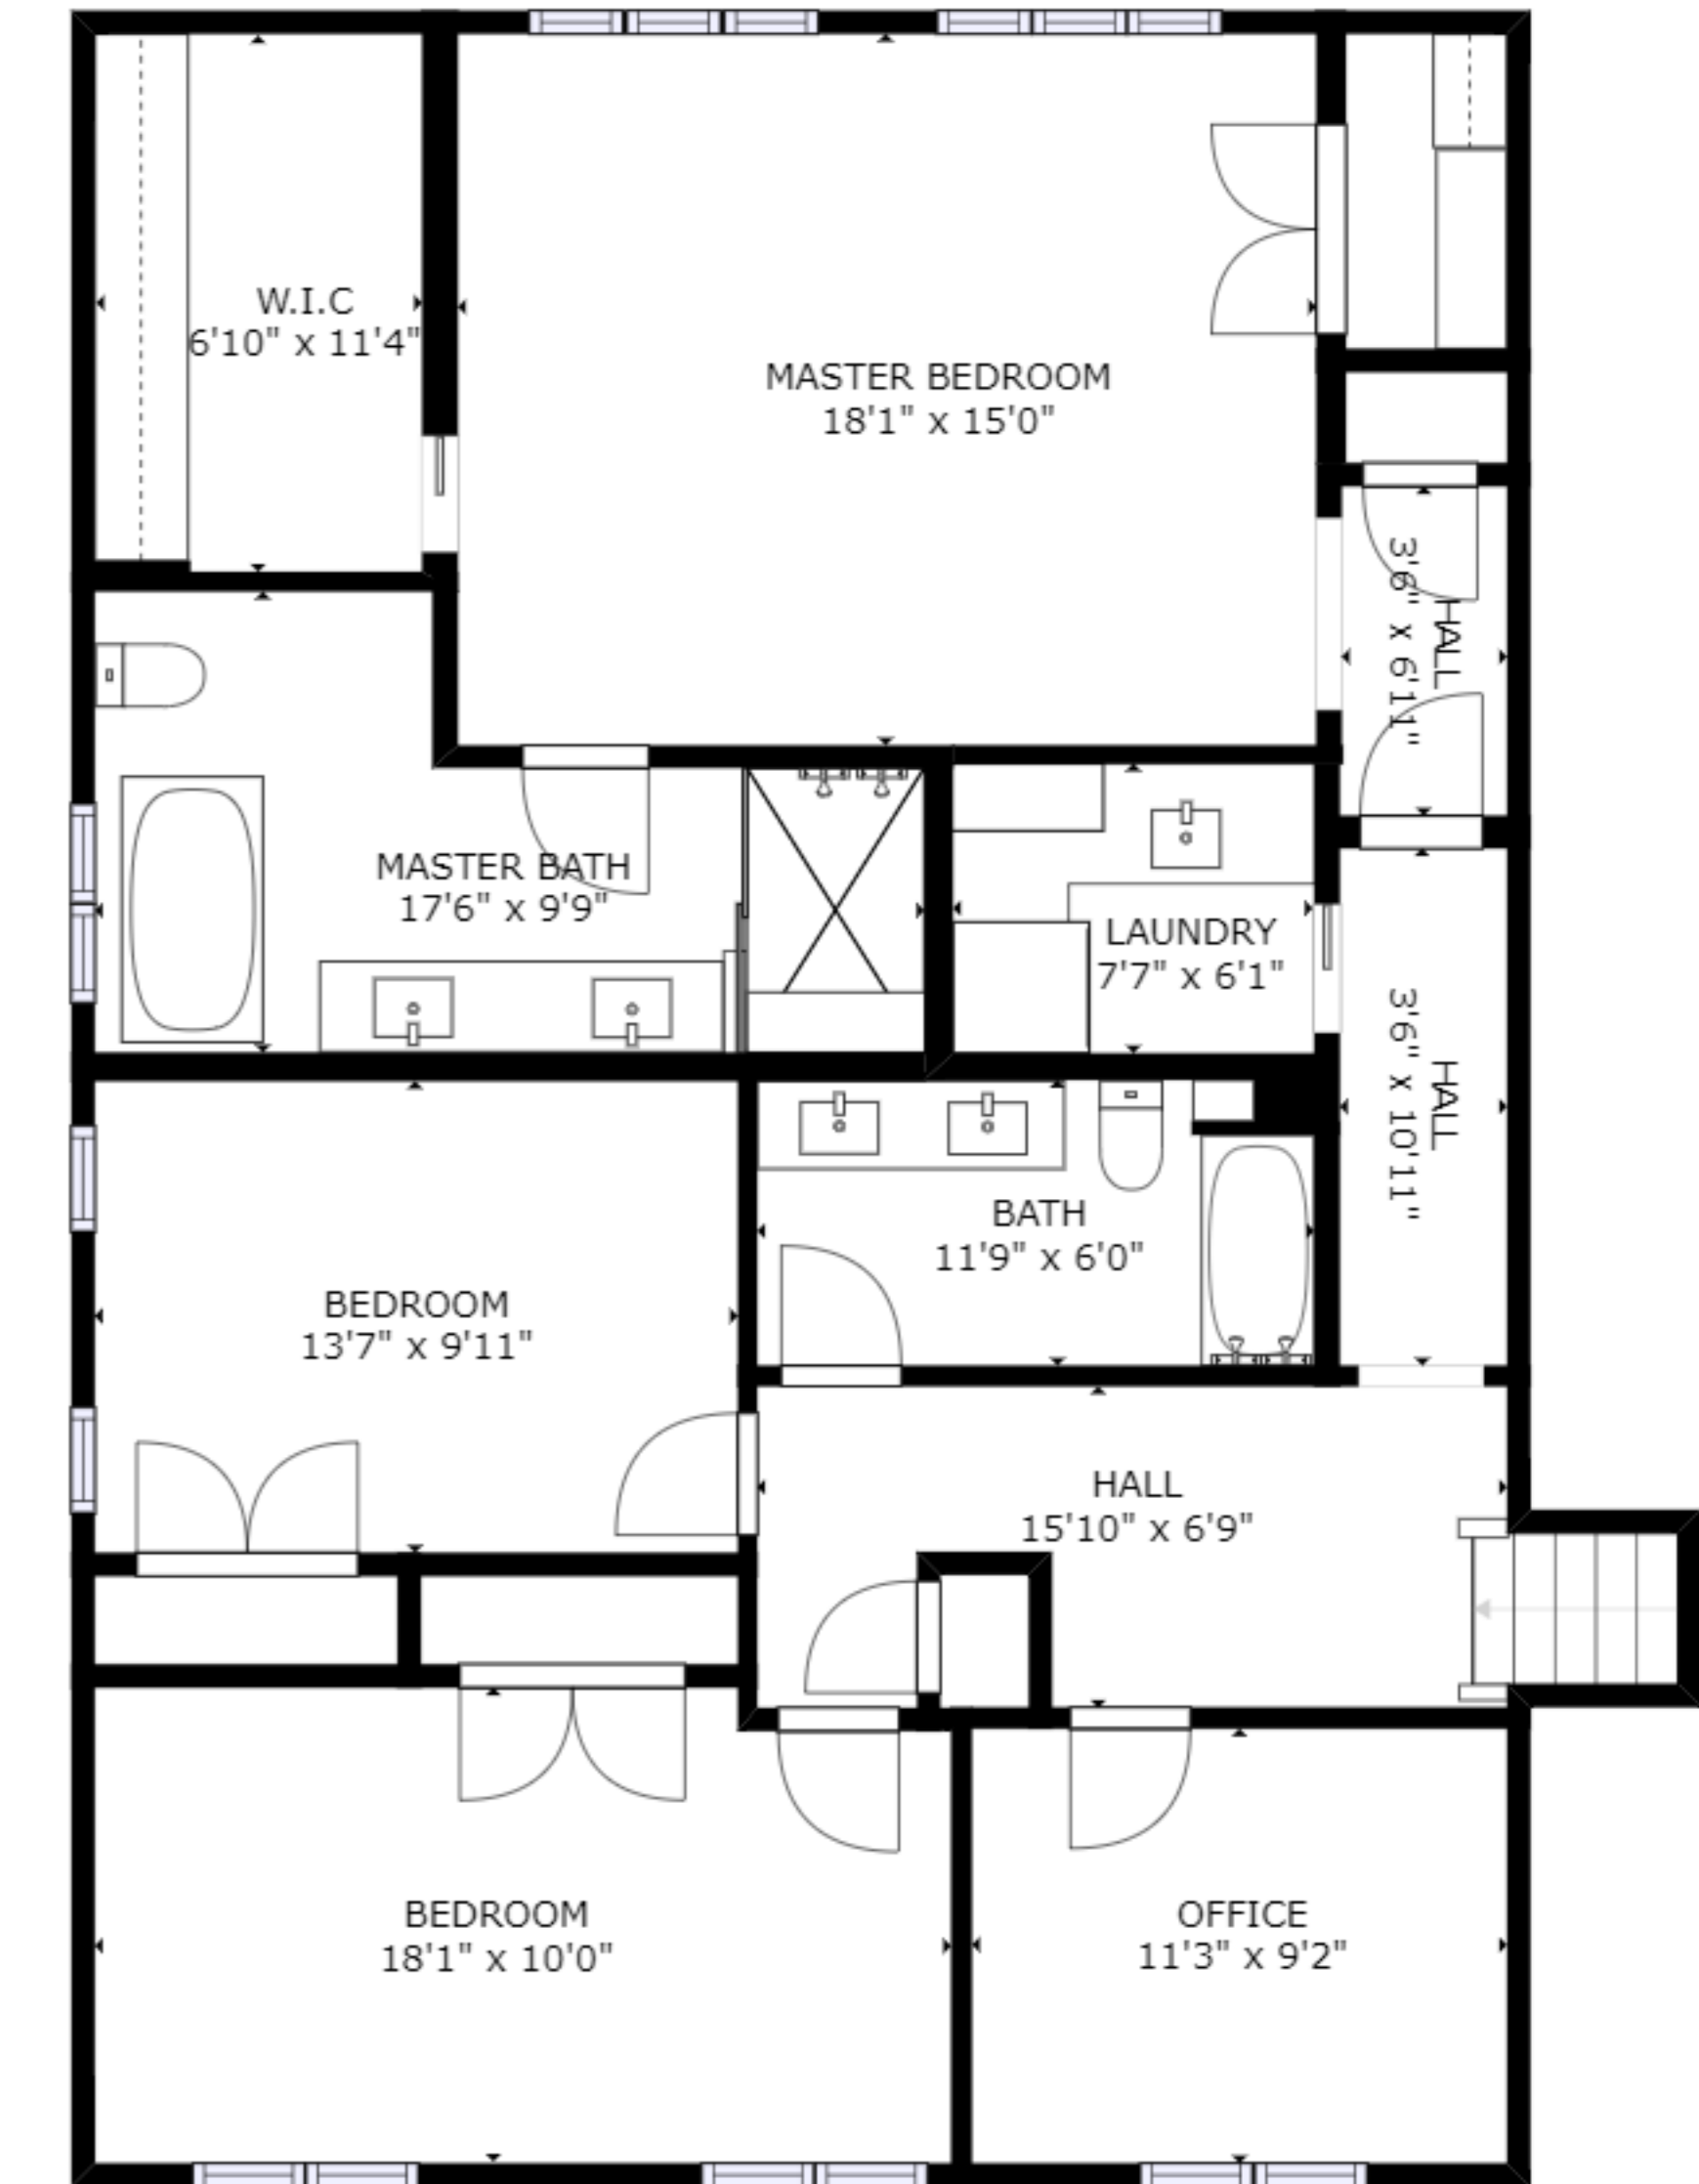 W.I.C
6'10" x 11'4"
MASTER BEDROOM
18'1" x 15'0"
HALL
3'6" x 6'11"
MASTER BATH
17'6" x 9'9"
LAUNDRY
7'7" x 6'1"
HALL
3'6" x 10'11"
BATH
11'9" x 6'0"
BEDROOM
13'7" x 9'11"
HALL
15'10" x 6'9"
BEDROOM
18'1" x 10'0"
OFFICE
11'3" x 9'2"